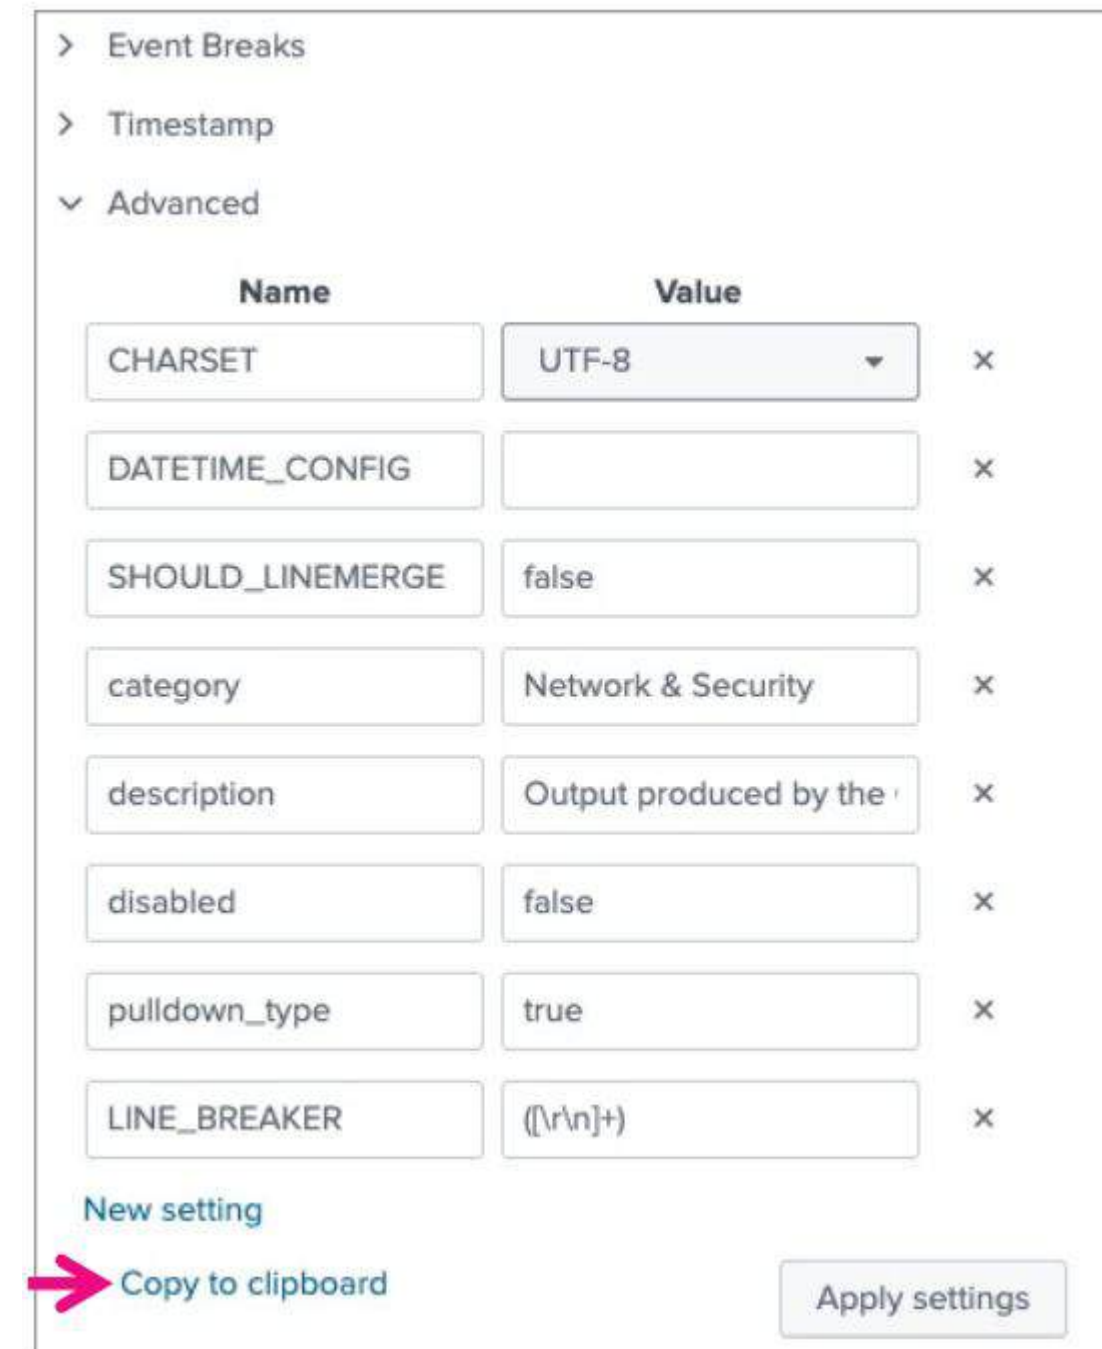 Event Breaks
Timestamp
Advanced
Name Value
CHARSET UTF-8
DATETIME_CONFIG
SHOULD_LINEMERGE false
category Network & Security
description Output produced by the
disabled false
pulldown_type true
LINE_BREAKER ([\r\n]+)
New setting
Copy to clipboard
Apply settings